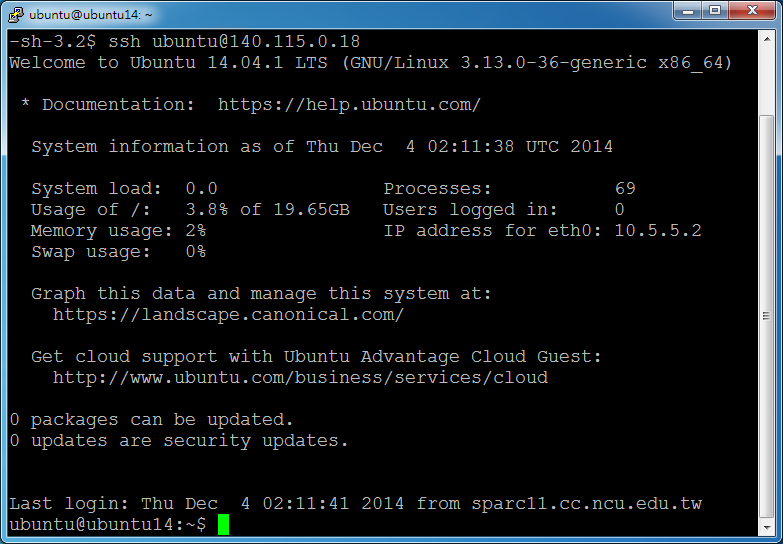 ubuntu@ubuntu14: ~
-sh-3.2$ ssh ubuntu@140.115.0.18
Welcome to Ubuntu 14.04.1 LTS (GNU/Linux 3.13.0-36-generic x86_64)
 * Documentation:  https://help.ubuntu.com/
  System information as of Thu Dec  4 02:11:38 UTC 2014
  System load:  0.0               Processes:           69
  Usage of /:   3.8% of 19.65GB   Users logged in:     0
  Memory usage: 2%                IP address for eth0: 10.5.5.2
  Swap usage:   0%
  Graph this data and manage this system at:
    https://landscape.canonical.com/
  Get cloud support with Ubuntu Advantage Cloud Guest:
    http://www.ubuntu.com/business/services/cloud
0 packages can be updated.
0 updates are security updates.
Last login: Thu Dec  4 02:11:41 2014 from sparc11.cc.ncu.edu.tw
ubuntu@ubuntu14:~$